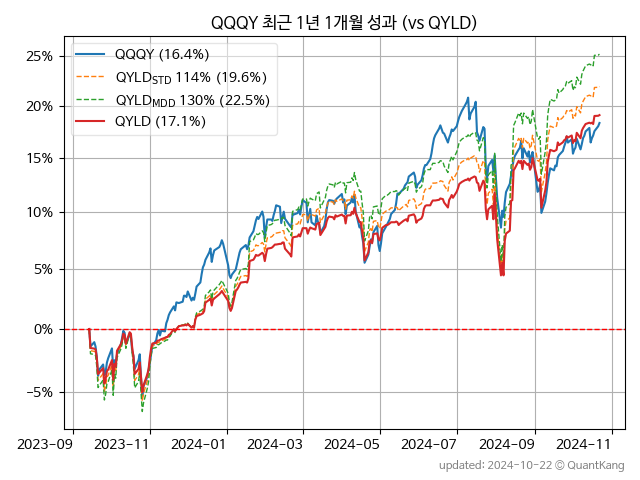 QQQY 최근 1년 1개월 성과 (vs QYLD)
QQQY (16.4%)
QYLD_STD 114% (19.6%)
QYLD_MDD 130% (22.5%)
QYLD (17.1%)
25%
20%
15%
10%
5%
0%
−5%
2023-09 2023-11 2024-01 2024-03 2024-05 2024-07 2024-09 2024-11
updated: 2024-10-22 © QuantKang